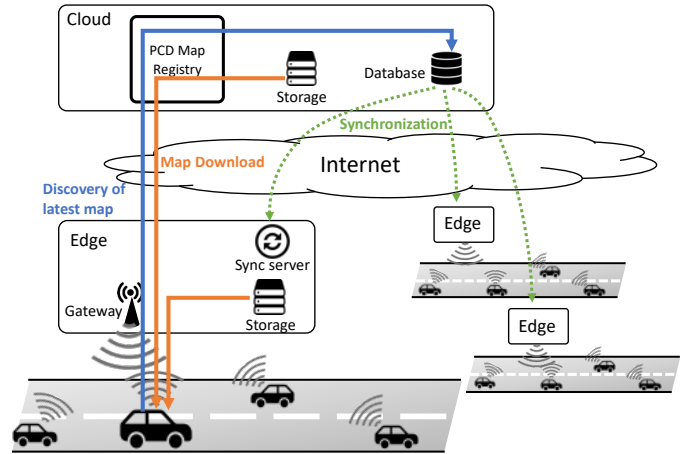 Cloud
PCD Map
Registry
Storage
Database
Synchronization
Map Download
Internet
Discovery of
latest map
Edge
Sync server
Gateway
Storage
Edge
Edge